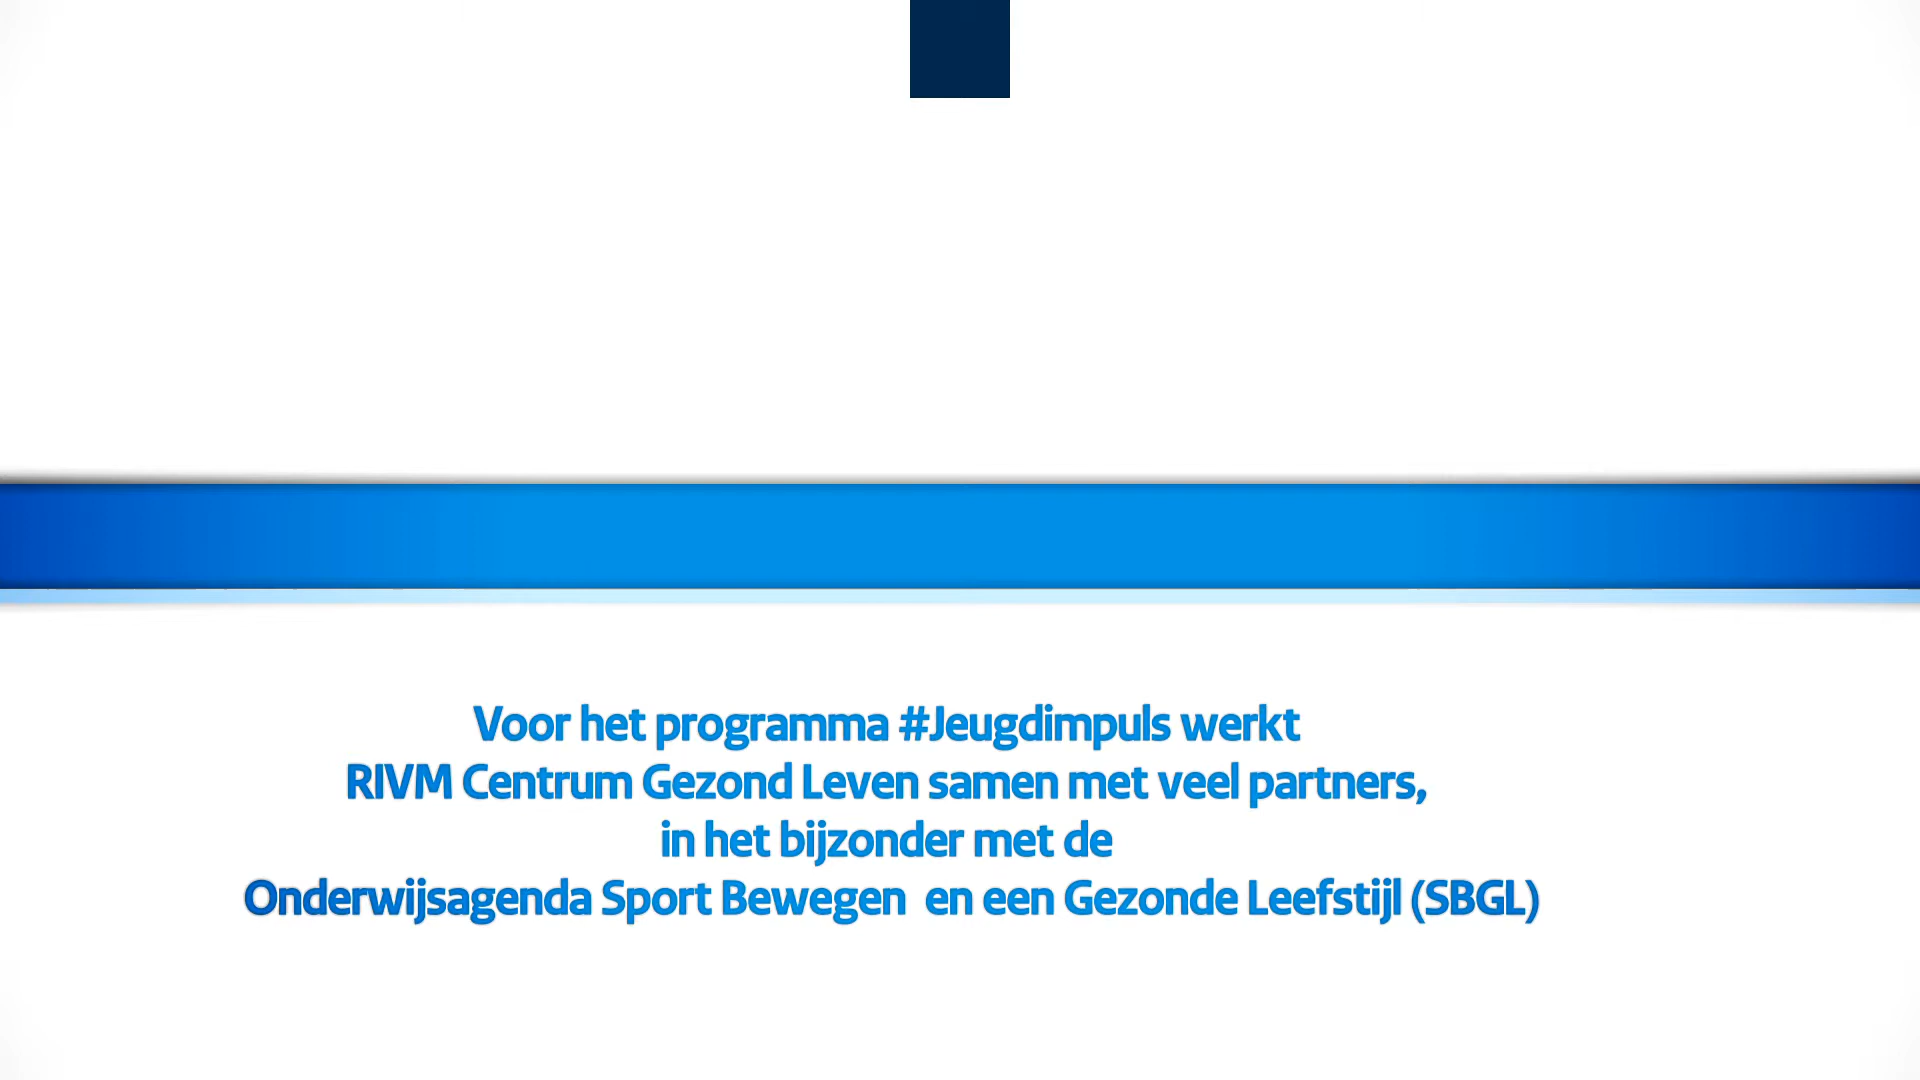 Voor het programma #Jeugdimpuls werkt
RIVM Centrum Gezond Leven samen met veel partners,
in het bijzonder met de
Onderwijsagenda Sport Bewegen  en een Gezonde Leefstijl (SBGL)